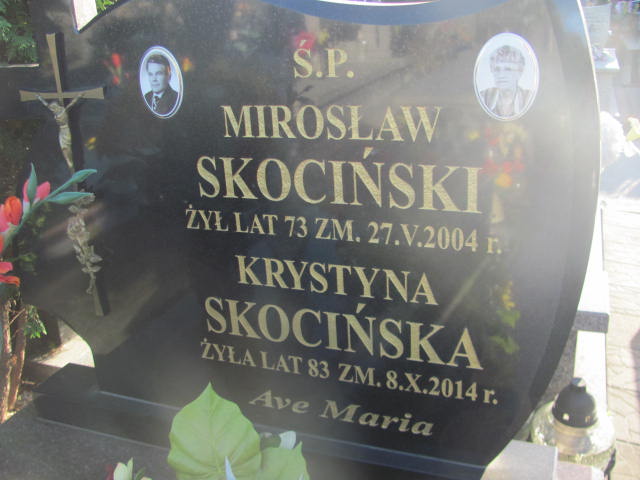 Ś.P.
MIROSŁAW
SKOCIŃSKI
ŻYŁ LAT 73 ZM. 27.V.2004 r.
KRYSTYNA
SKOCIŃSKA
ŻYŁA LAT 83 ZM. 8.X.2014 r.
Ave Maria